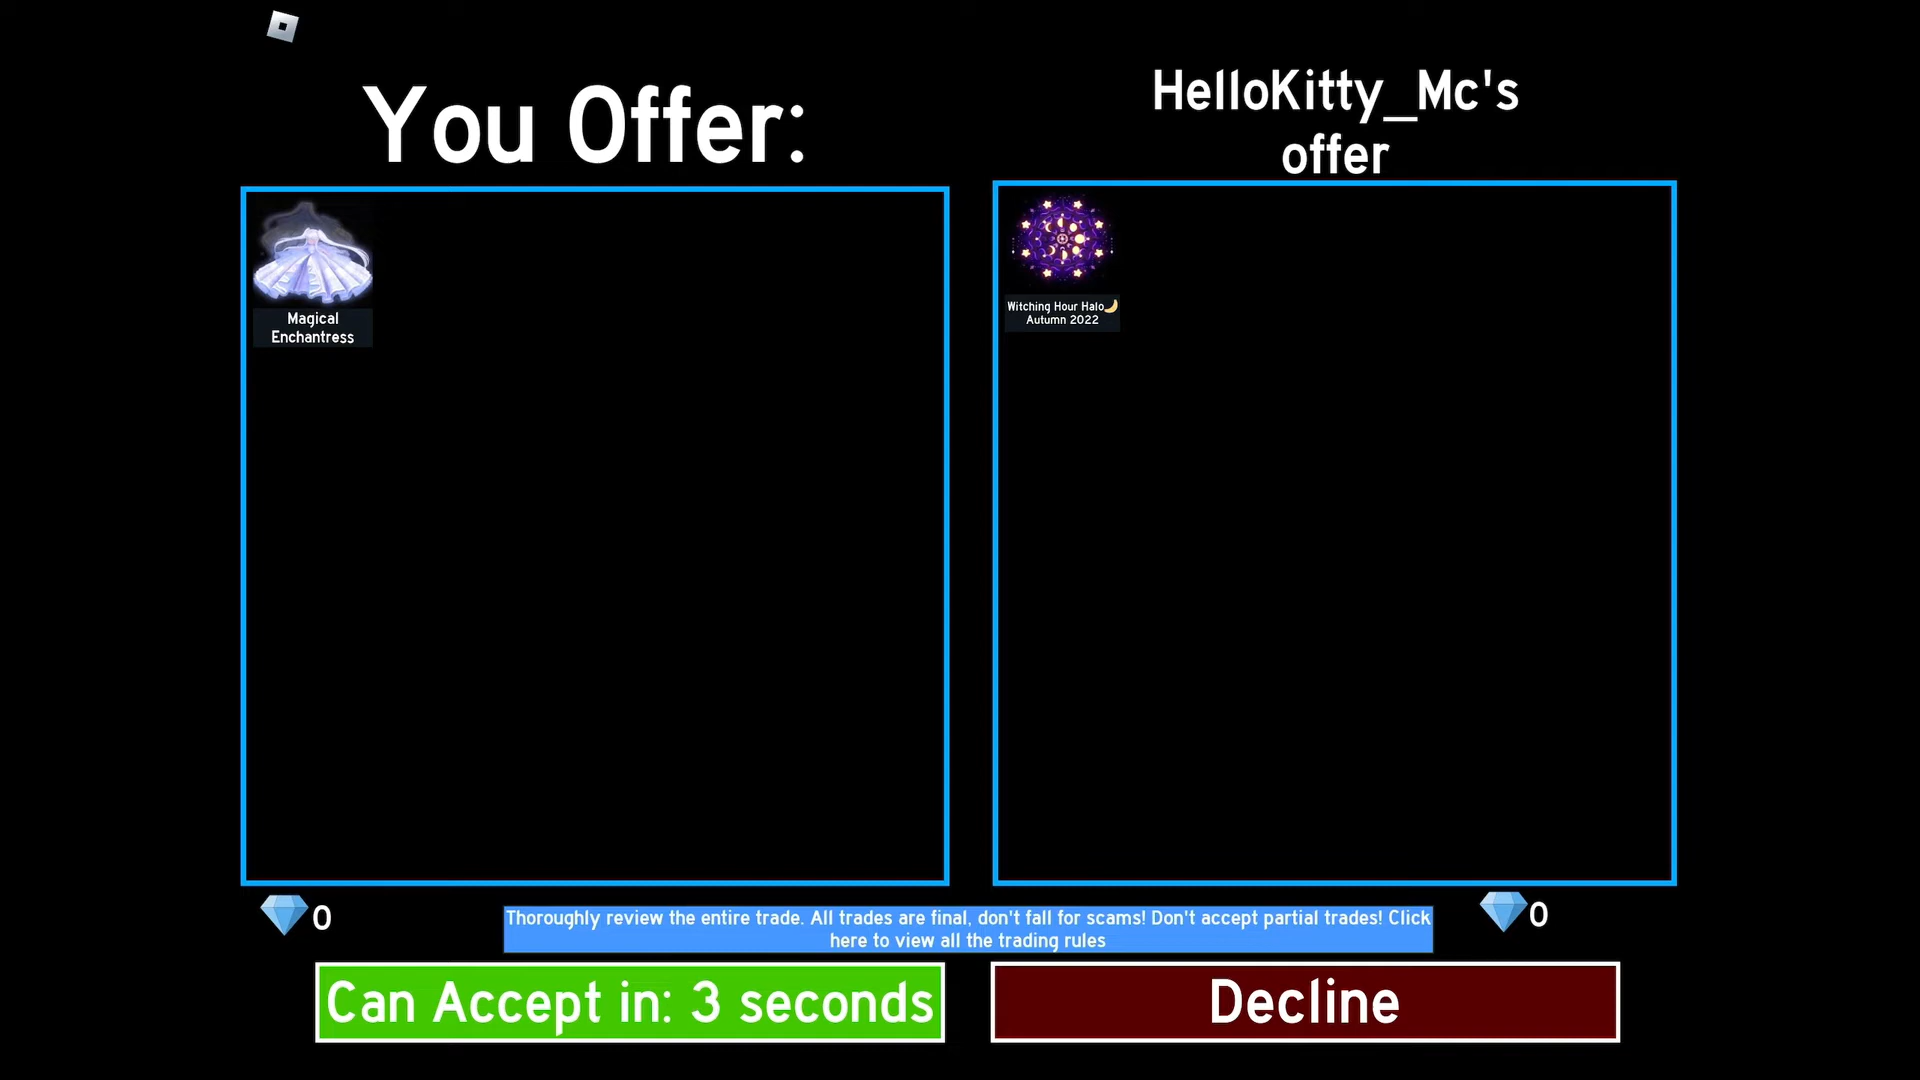 You Offer:
HelloKitty_Mc's
offer
Magical
Enchantress
Witching Hour Halo🌙
Autumn 2022
0
Thoroughly review the entire trade. All trades are final, don't fall for scams! Don't accept partial trades! Click
here to view all the trading rules
0
Can Accept in: 3 seconds
Decline